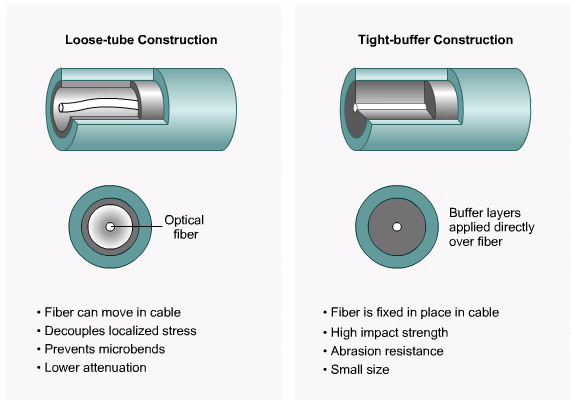 Loose-tube Construction
Optical
fiber
• Fiber can move in cable
• Decouples localized stress
• Prevents microbends
• Lower attenuation
Tight-buffer Construction
Buffer layers
applied directly
over fiber
• Fiber is fixed in place in cable
• High impact strength
• Abrasion resistance
• Small size